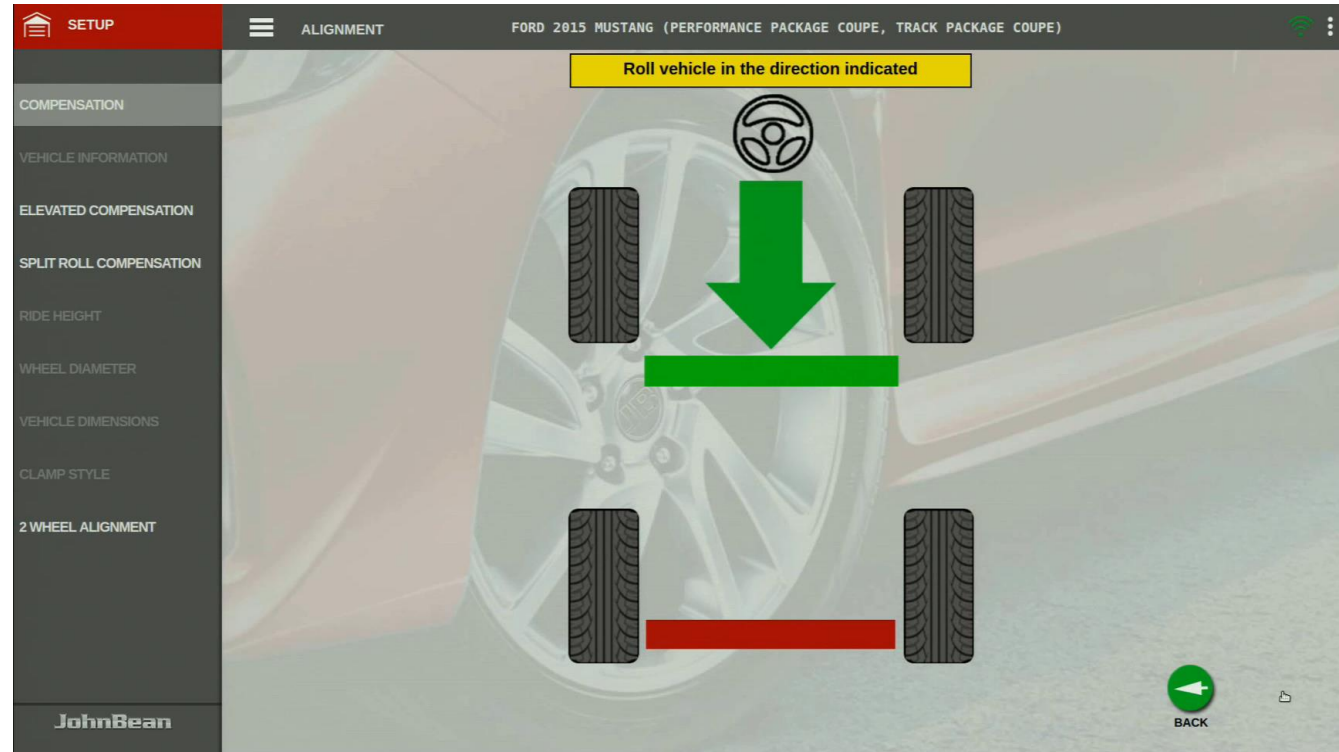 SETUP
ALIGNMENT
FORD 2015 MUSTANG (PERFORMANCE PACKAGE COUPE, TRACK PACKAGE COUPE)
Roll vehicle in the direction indicated
COMPENSATION
VEHICLE INFORMATION
ELEVATED COMPENSATION
SPLIT ROLL COMPENSATION
RIDE HEIGHT
WHEEL DIAMETER
VEHICLE DIMENSIONS
CLAMP STYLE
2 WHEEL ALIGNMENT
JohnBean
BACK